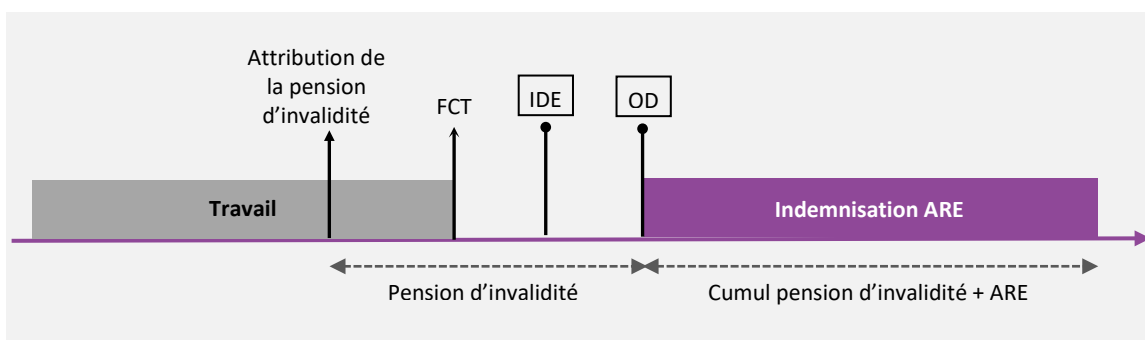 Attribution de
la pension
d’invalidité
FCT
IDE
OD
Travail
Indemnisation ARE
Pension d’invalidité
Cumul pension d’invalidité + ARE